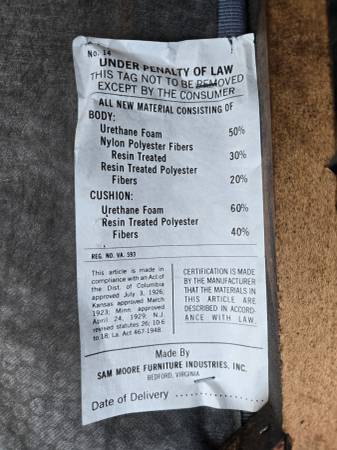 No. 14
UNDER PENALTY OF LAW
THIS TAG NOT TO BE REMOVED
EXCEPT BY THE CONSUMER
ALL NEW MATERIAL CONSISTING OF
BODY:
Urethane Foam 50%
Nylon Polyester Fibers
Resin Treated 30%
Resin Treated Polyester
Fibers 20%
CUSHION:
Urethane Foam 60%
Resin Treated Polyester
Fibers 40%
REG. NO. VA. 593
This article is made in
compliance with an Act of
the Dist. of Columbia
approved July 3, 1926;
Kansas approved March
1923; Minn. approved
April 24, 1929; N.J.
revised statutes 26; 10-6
to 18; La. Act 467-1948.
CERTIFICATION IS MADE
BY THE MANUFACTURER
THAT THE MATERIALS IN
THIS ARTICLE ARE
DESCRIBED IN ACCORD-
ANCE WITH LAW.
Made By
SAM MOORE FURNITURE INDUSTRIES, INC.
BEDFORD, VIRGINIA
Date of Delivery ....................